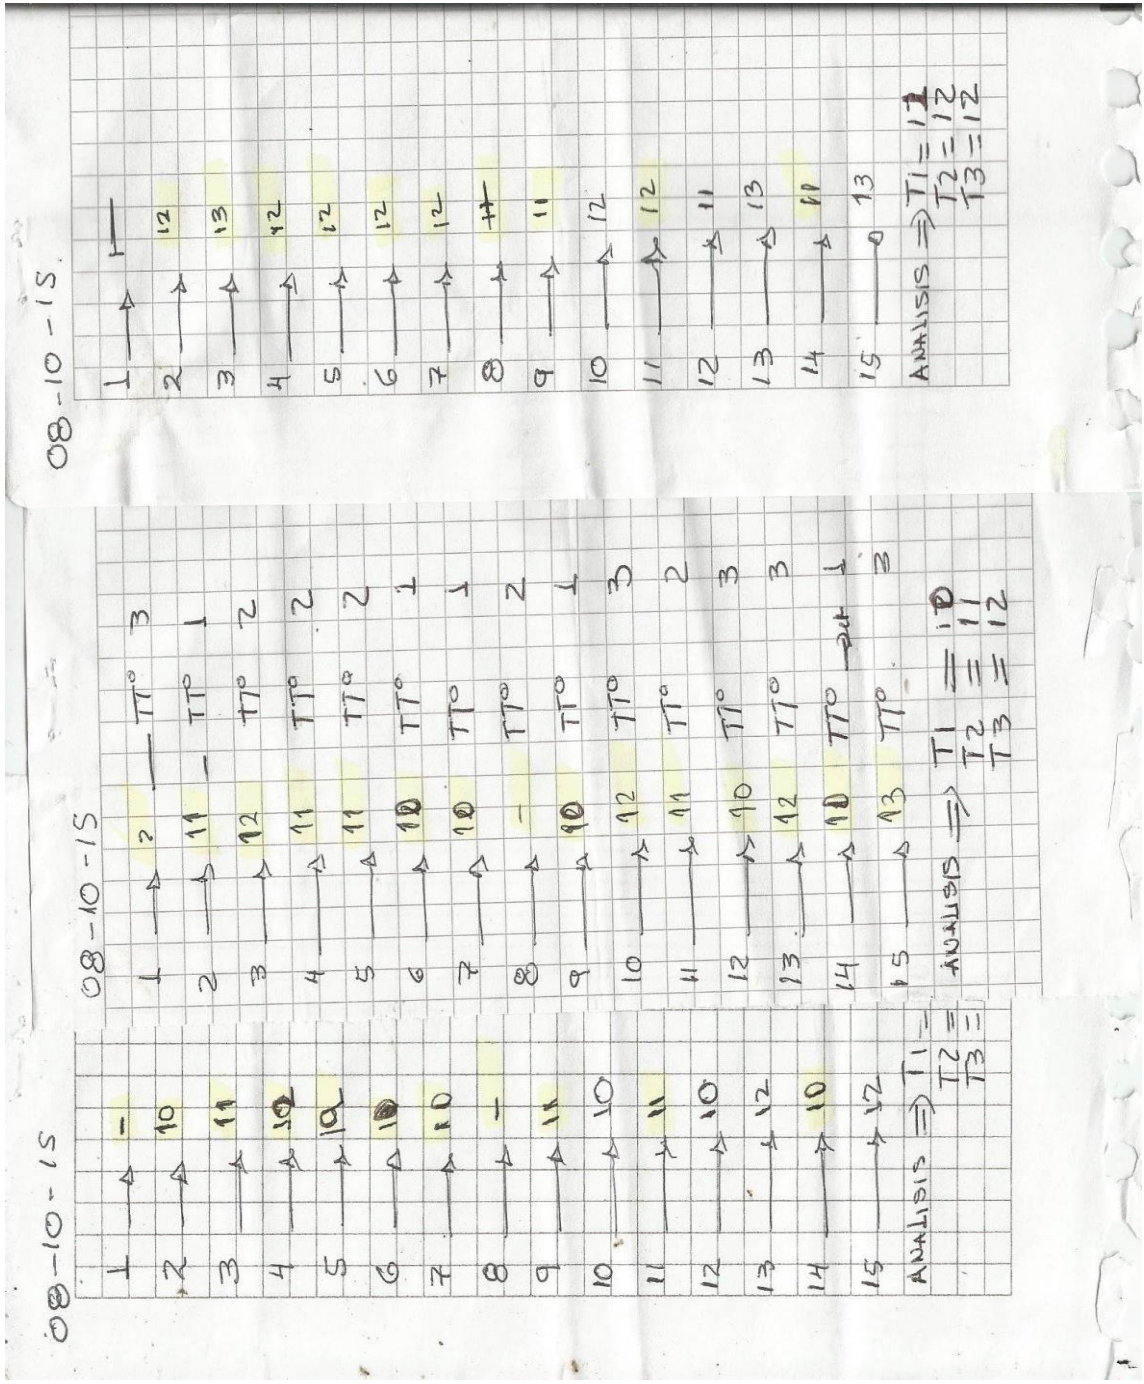 08-10-15
1 → -
2 → 10
3 → 11
4 →
5 →
6 → 10
7 → 10
8 → -
9 → 11
10 → 10
11 → 11
12 → 10
13 → 12
14 → 10
15 → 12
ANALISIS ⇒ T1 =
T2 =
T3 =
08-10-15
1 → ? — TT° 3
2 → 11 - TT° 1
3 → 12 TT° 2
4 → 11 TT° 2
5 → 11 TT° 2
6 → 10 TT° 1
7 → 10 TT° 1
8 → - TT° 2
9 → 10 TT° 1
10 → 12 TT° 3
11 → 11 TT° 2
12 → 10 TT° 3
13 → 12 TT° 3
14 → 10 TT° → 1
15 → 13 TT° 3
ANALISIS ⇒ T1 = 10
T2 = 11
T3 = 12
08-10-15
1 → —
2 → 12
3 → 13
4 → 12
5 → 12
6 → 12
7 → 12
8 → 11
9 → 11
10 → 12
11 → 12
12 → 11
13 → 13
14 → 11
15 → 13
ANALISIS ⇒ T1 =
T2 = 12
T3 = 12